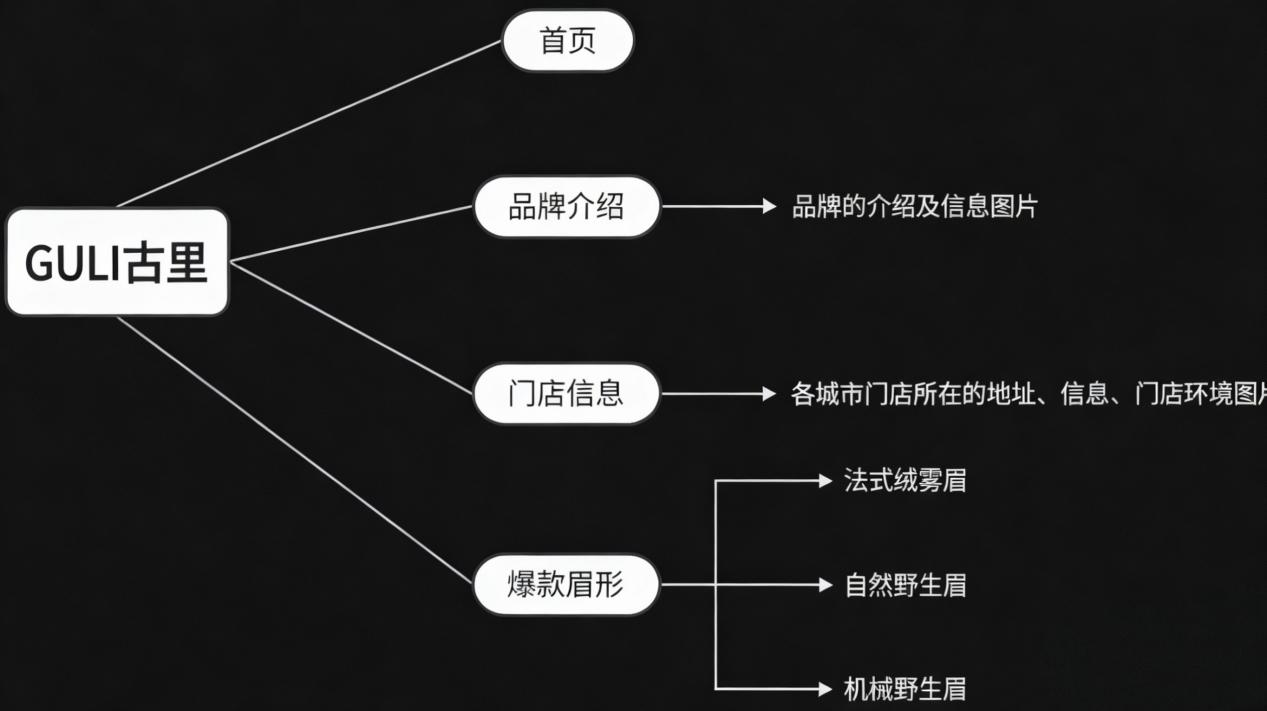 首页
品牌介绍
品牌的介绍及信息图片
GULI古里
门店信息
各城市门店所在的地址、信息、门店环境图片
法式绒雾眉
爆款眉形
自然野生眉
机械野生眉